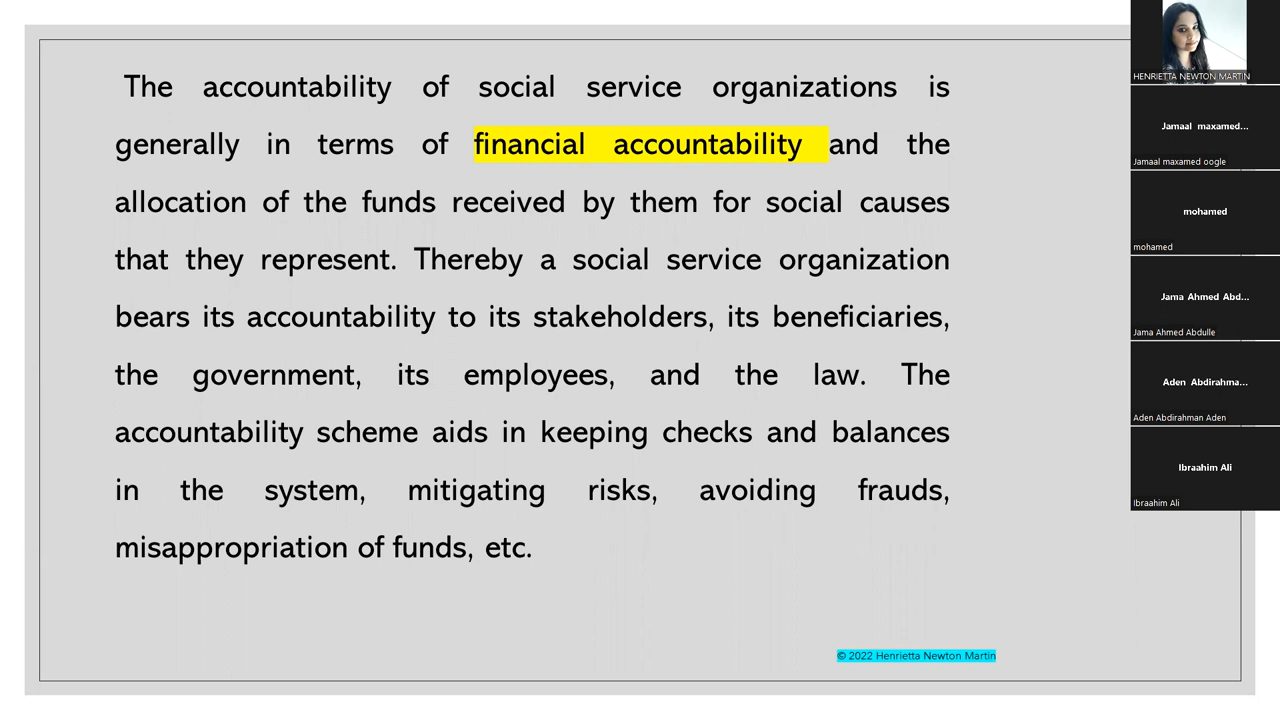 The accountability of social service organizations is
generally in terms of financial accountability and the
allocation of the funds received by them for social causes
that they represent. Thereby a social service organization
bears its accountability to its stakeholders, its beneficiaries,
the government, its employees, and the law. The
accountability scheme aids in keeping checks and balances
in the system, mitigating risks, avoiding frauds,
misappropriation of funds, etc.
© 2022 Henrietta Newton Martin
HENRIETTA NEWTON MARTIN
Jamaal maxamed...
Jamaal maxamed oogle
mohamed
mohamed
Jama Ahmed Abd...
Jama Ahmed Abdulle
Aden Abdirahma...
Aden Abdirahman Aden
Ibraahim Ali
Ibraahim Ali